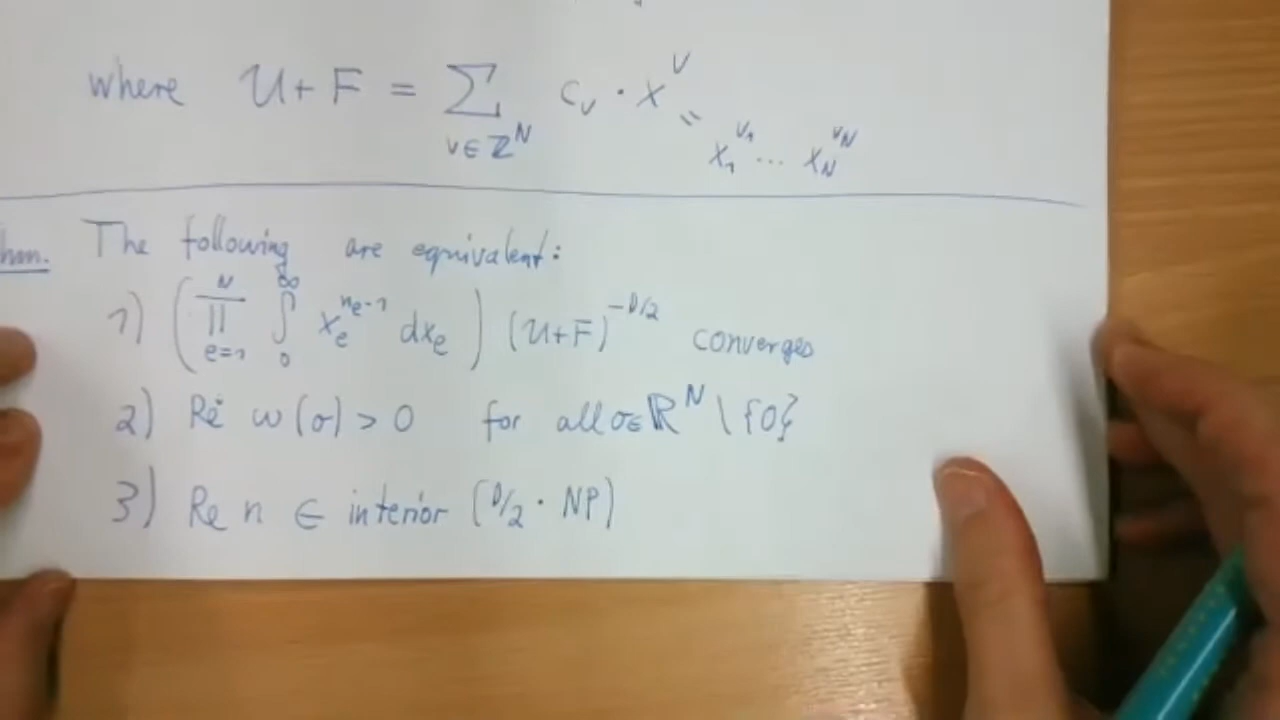 where U + F = ∑_{v ∈ ℤ^N} c_v · x^v = x_1^{v_1} ... x_N^{v_N}
The following are equivalent:
1) ( ∏_{e=1}^{N} ∫_0^∞ x_e^{n_e-1} dx_e ) (U+F)^{-D/2} converges
2) Re w(σ) > 0 for all σ∈ℝ^N \ {0}
3) Re n ∈ interior (D/2 · NP)